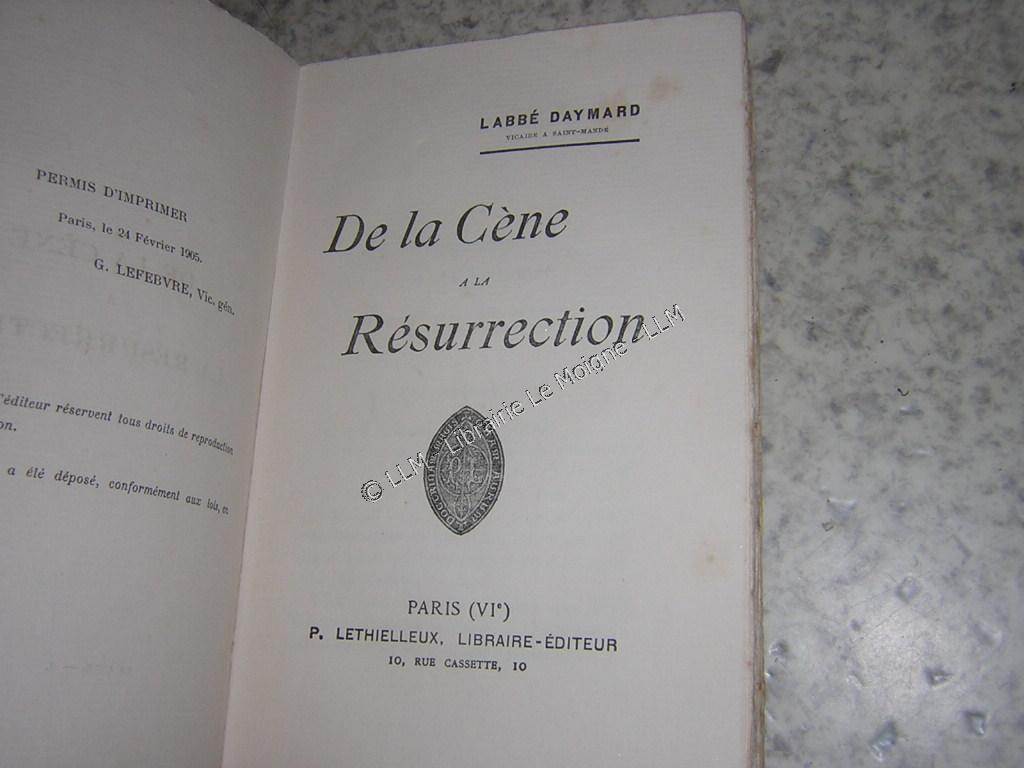 PERMIS D'IMPRIMER
Paris, le 24 Février 1905.
G. LEFEBVRE, Vic. gén.
l'éditeur réservent tous droits de reproduction
on.
a été déposé, conformément aux lois, en
LABBÉ DAYMARD
VICAIRE A SAINT-MANDÉ
De la Cène
A LA
Résurrection
© LLM - Librairie Le Moigne - LLM
PARIS (VIe)
P. LETHIELLEUX, LIBRAIRE-ÉDITEUR
10, RUE CASSETTE, 10